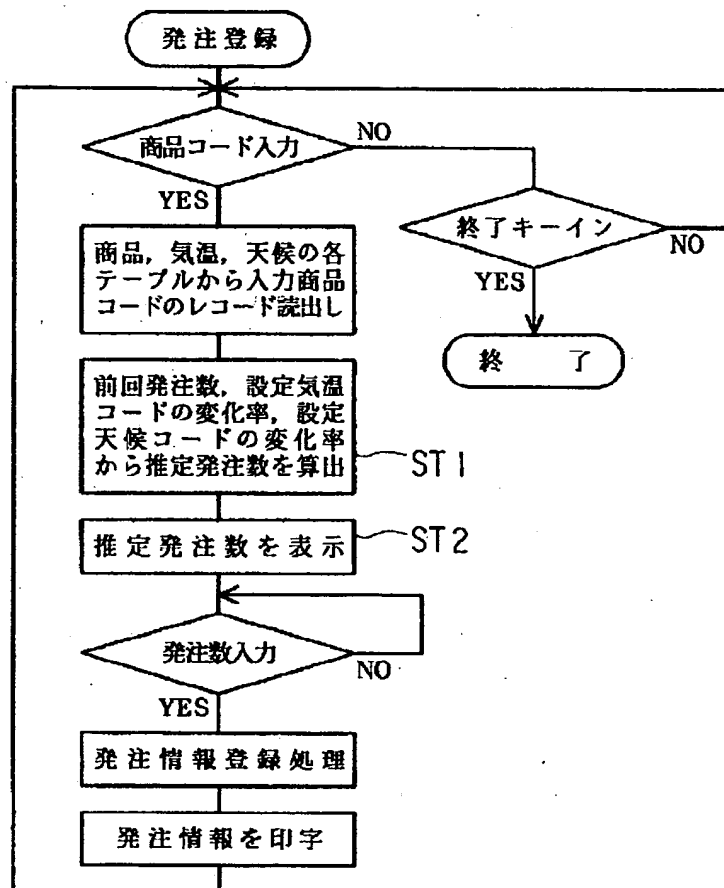 発注登録
商品コード入力
NO
YES
終了キーイン
NO
YES
商品，気温，天候の各
テーブルから入力商品
コードのレコード読出し
終 了
前回発注数，設定気温
コードの変化率，設定
天候コードの変化率
から推定発注数を算出
ST1
推定発注数を表示
ST2
発注数入力
NO
YES
発注情報登録処理
発注情報を印字